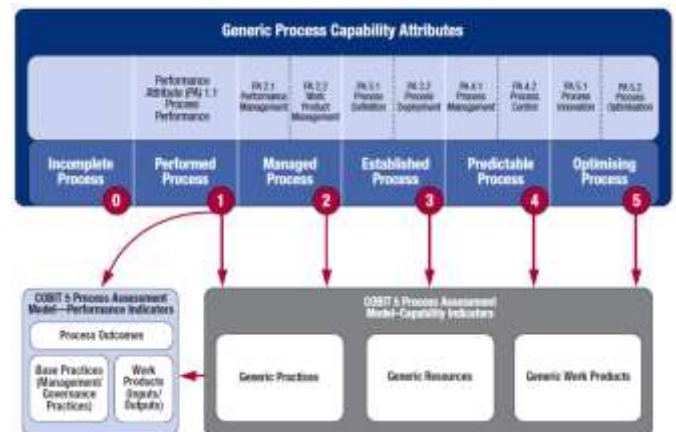 Generic Process Capability Attributes
Performance
Attribute (PA) 1.1
Process
Performance
PA 2.1
Performance
Management
PA 2.2
Work
Product
Management
PA 3.1
Process
Definition
PA 3.2
Process
Deployment
PA 4.1
Process
Management
PA 4.2
Process
Control
PA 5.1
Process
Innovation
PA 5.2
Process
Optimisation
Incomplete
Process
0
Performed
Process
1
Managed
Process
2
Established
Process
3
Predictable
Process
4
Optimising
Process
5
COBIT 5 Process Assessment
Model—Performance Indicators
Process Outcomes
Base Practices
(Management/
Governance
Practices)
Work
Products
(Inputs/
Outputs)
COBIT 5 Process Assessment
Model–Capability Indicators
Generic Practices
Generic Resources
Generic Work Products